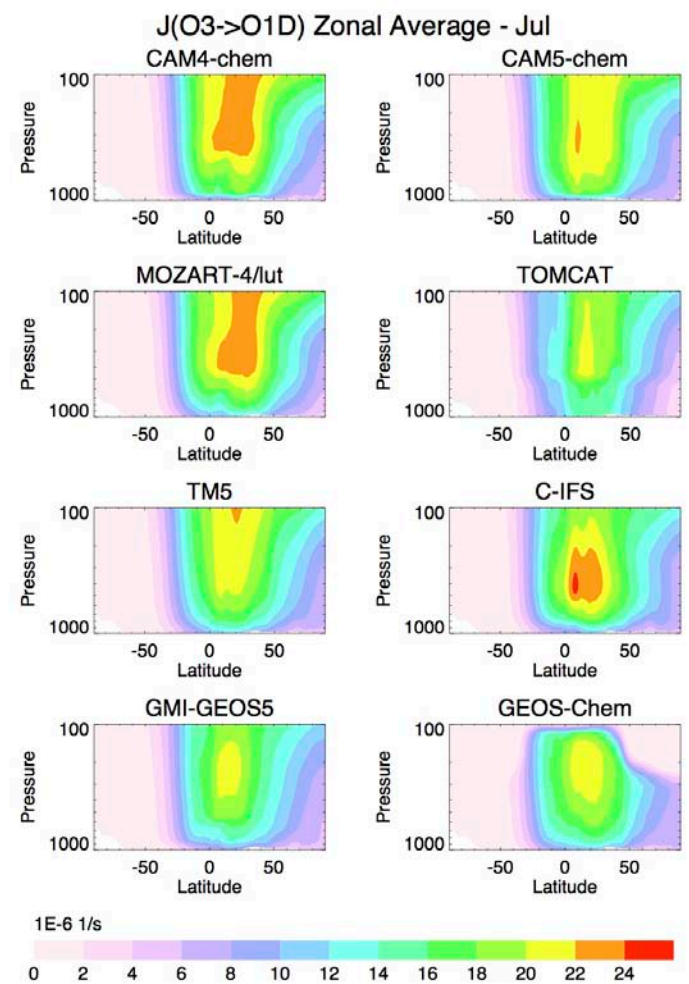 J(O3->O1D) Zonal Average - Jul
CAM4-chem
CAM5-chem
100
Pressure
1000
-50 0 50
Latitude
100
Pressure
1000
-50 0 50
Latitude
MOZART-4/lut
TOMCAT
100
Pressure
1000
-50 0 50
Latitude
100
Pressure
1000
-50 0 50
Latitude
TM5
C-IFS
100
Pressure
1000
-50 0 50
Latitude
100
Pressure
1000
-50 0 50
Latitude
GMI-GEOS5
GEOS-Chem
100
Pressure
1000
-50 0 50
Latitude
100
Pressure
1000
-50 0 50
Latitude
1E-6 1/s
0 2 4 6 8 10 12 14 16 18 20 22 24